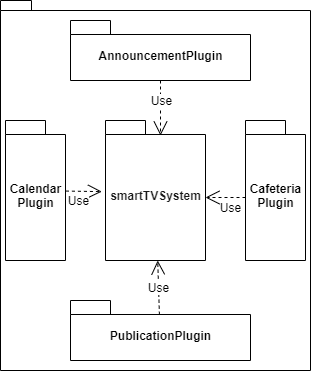 AnnouncementPlugin
Use
Calendar
Plugin
Use
smartTVSystem
Use
Cafeteria
Plugin
Use
PublicationPlugin